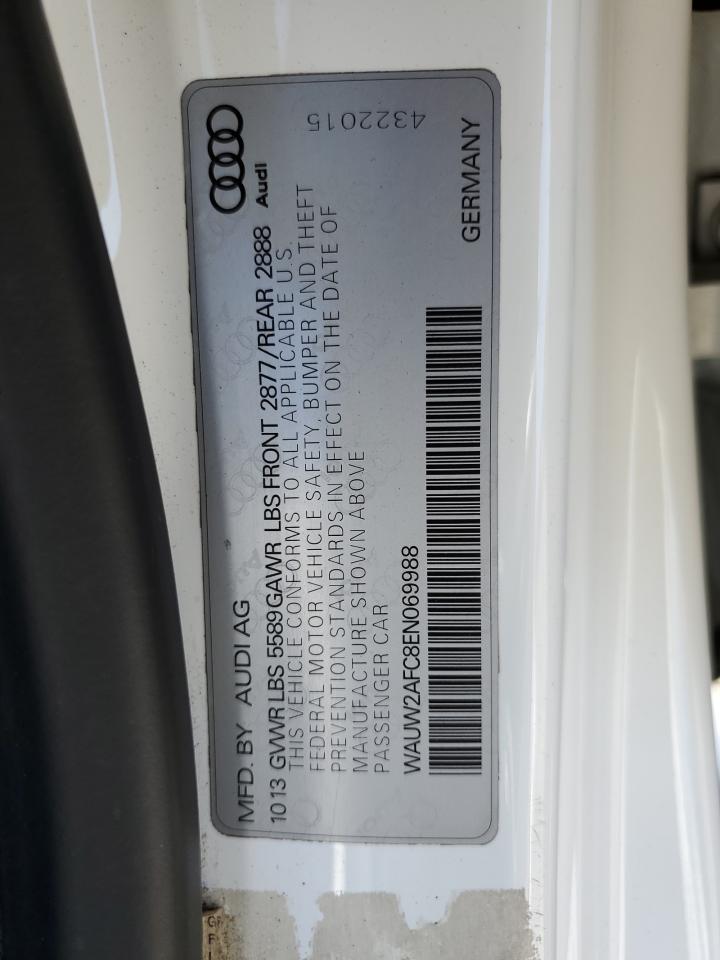 MFD. BY AUDI AG
10 13 GVWR LBS 5589 GAWR LBS FRONT 2877/REAR 2888
THIS VEHICLE CONFORMS TO ALL APPLICABLE U.S.
FEDERAL MOTOR VEHICLE SAFETY, BUMPER AND THEFT
PREVENTION STANDARDS IN EFFECT ON THE DATE OF
MANUFACTURE SHOWN ABOVE
PASSENGER CAR
WAUW2AFC8EN069988
Audi
4322015
GERMANY